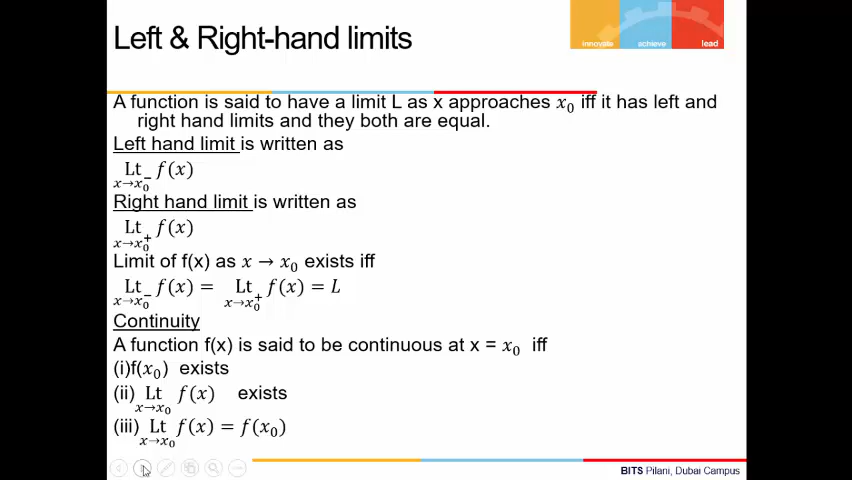 Left & Right-hand limits
innovate achieve lead
A function is said to have a limit L as x approaches x₀ iff it has left and
right hand limits and they both are equal.
Left hand limit is written as
Lt f(x)
x→x₀⁻
Right hand limit is written as
Lt f(x)
x→x₀⁺
Limit of f(x) as x → x₀ exists iff
Lt f(x) = Lt f(x) = L
x→x₀⁻ x→x₀⁺
Continuity
A function f(x) is said to be continuous at x = x₀ iff
(i)f(x₀) exists
(ii) Lt f(x) exists
x→x₀
(iii) Lt f(x) = f(x₀)
x→x₀
BITS Pilani, Dubai Campus